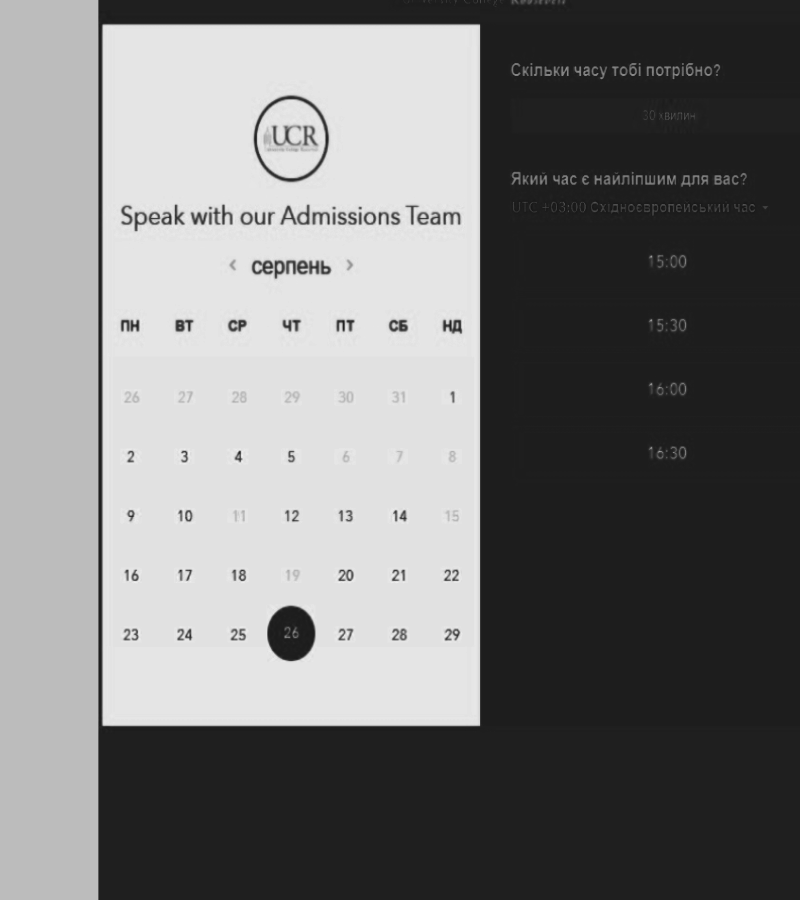 UCR
Speak with our Admissions Team
< серпень >
ПН ВТ СР ЧТ ПТ СБ НД
26 27 28 29 30 31 1
2 3 4 5 6 7 8
9 10 11 12 13 14 15
16 17 18 19 20 21 22
23 24 25 26 27 28 29
Скільки часу тобі потрібно?
30 хвилин
Який час є найліпшим для вас?
UTC +03:00 Східноєвропейський час
15:00
15:30
16:00
16:30